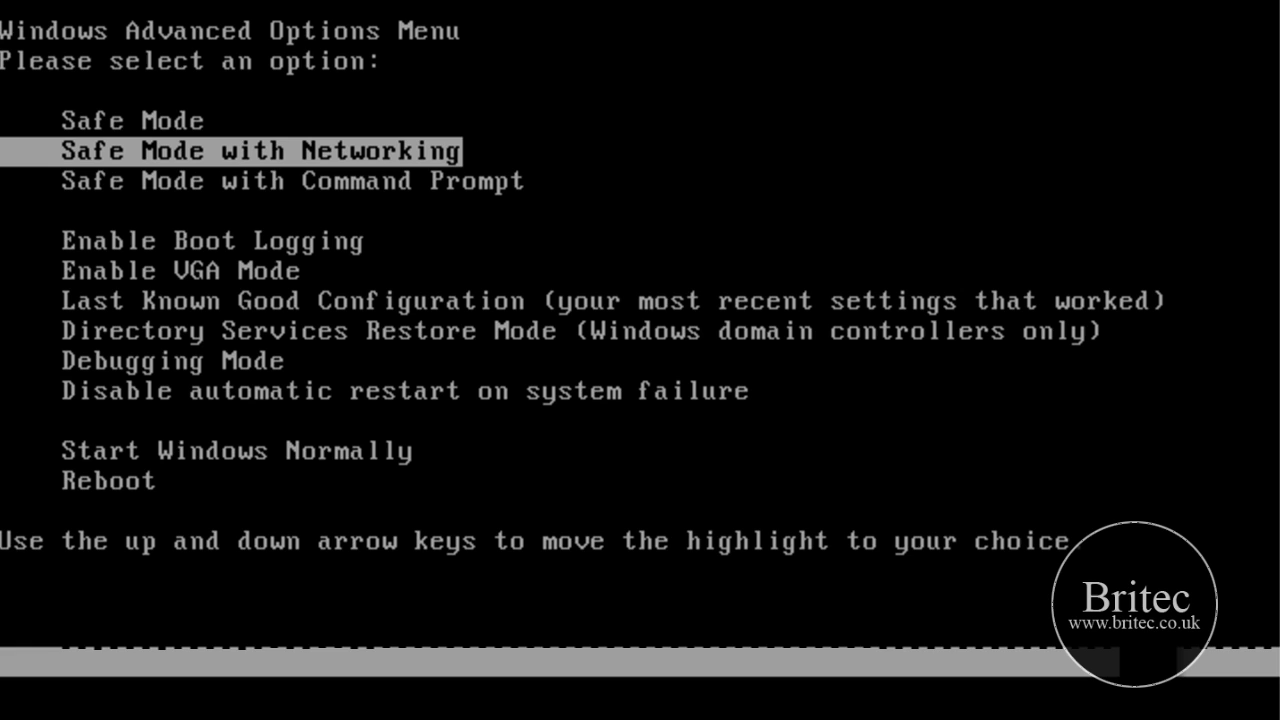 Windows Advanced Options Menu
Please select an option:
Safe Mode
Safe Mode with Networking
Safe Mode with Command Prompt
Enable Boot Logging
Enable VGA Mode
Last Known Good Configuration (your most recent settings that worked)
Directory Services Restore Mode (Windows domain controllers only)
Debugging Mode
Disable automatic restart on system failure
Start Windows Normally
Reboot
Use the up and down arrow keys to move the highlight to your choice.
Britec
www.britec.co.uk